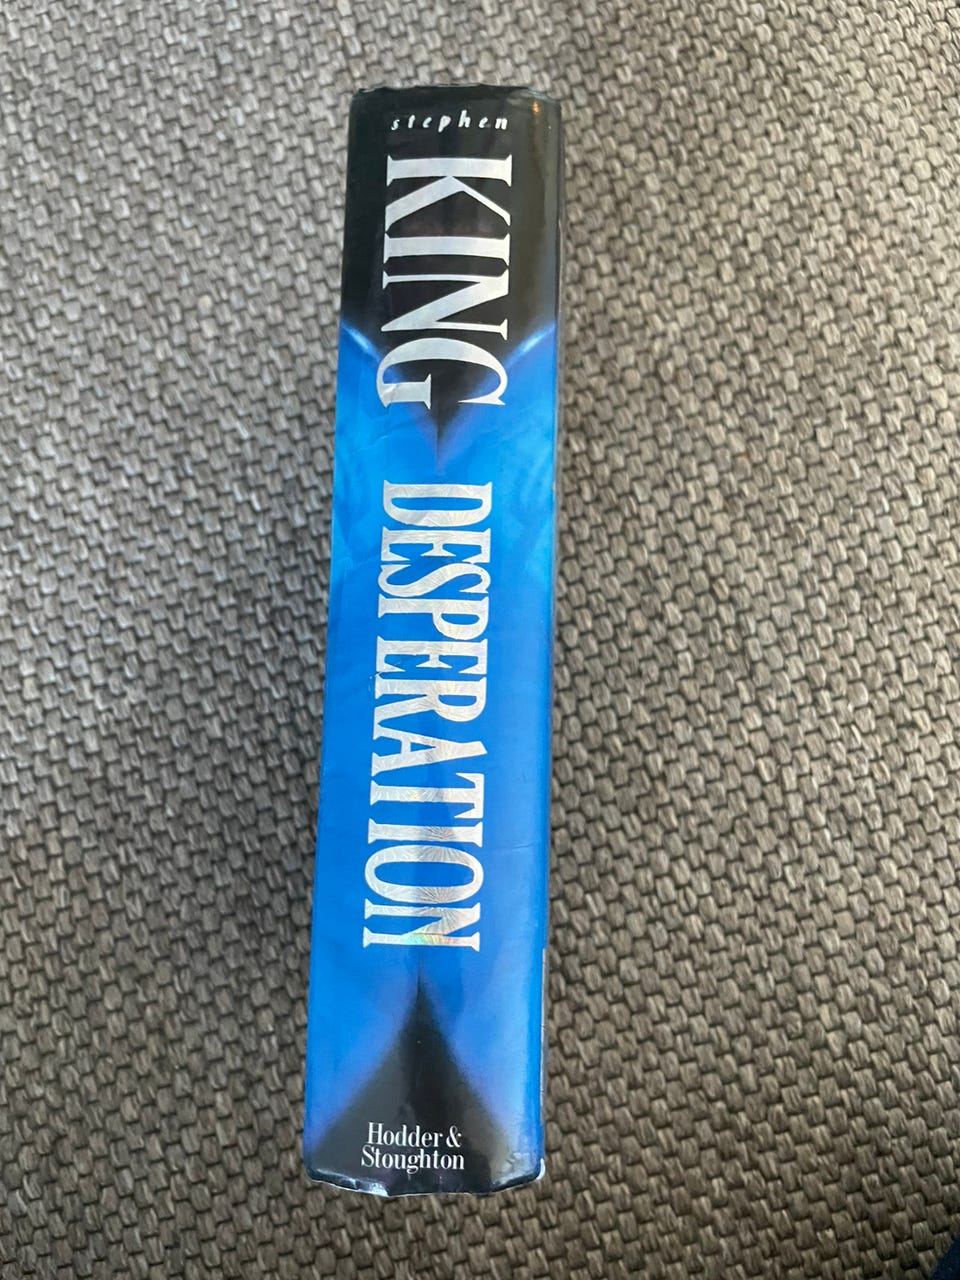 stephen
KING
DESPERATION
Hodder &
Stoughton